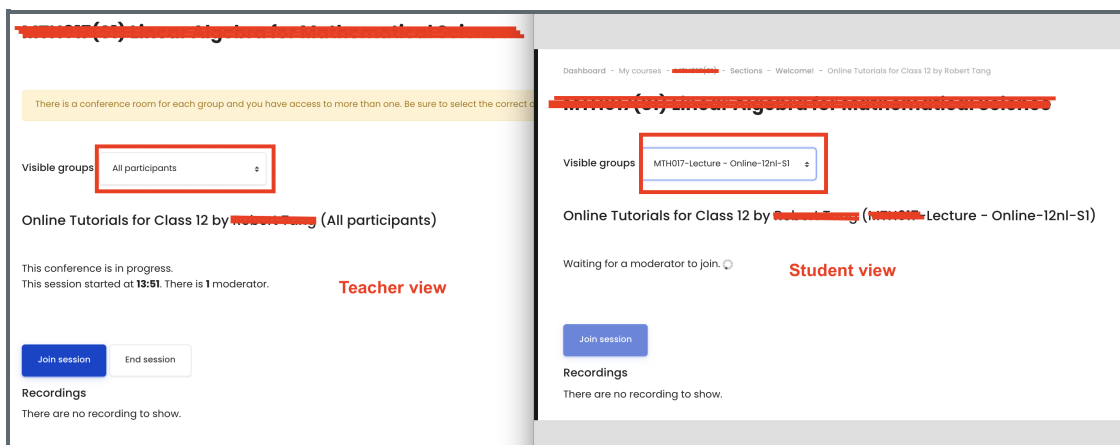 There is a conference room for each group and you have access to more than one. Be sure to select the correct
Visible groups
All participants
Online Tutorials for Class 12 by (All participants)
This conference is in progress.
This session started at 13:51. There is 1 moderator.
Teacher view
Join session
End session
Recordings
There are no recording to show.
Dashboard - My courses - - Sections - Welcome! - Online Tutorials for Class 12 by Robert Tang
Visible groups
MTH017-Lecture - Online-12nl-S1
Online Tutorials for Class 12 by ( -Lecture - Online-12nl-S1)
Waiting for a moderator to join.
Student view
Join session
Recordings
There are no recording to show.